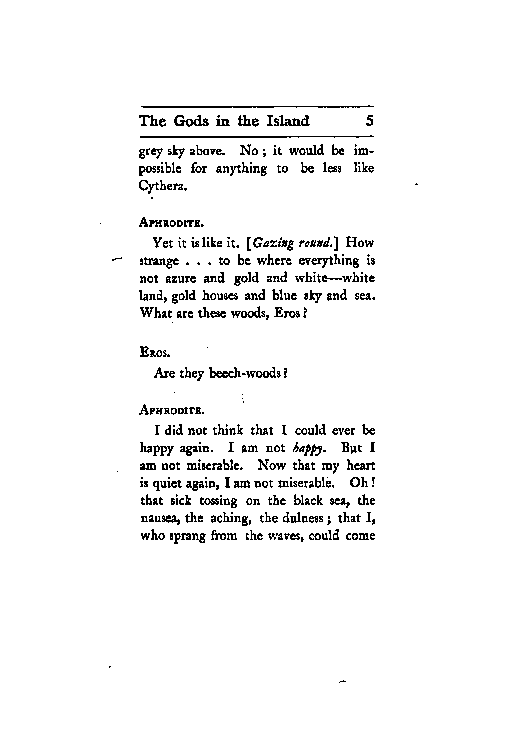 The Gods in the Island 5
grey sky above. No; it would be im-
possible for anything to be less like
Cythera.
APHRODITE.
Yet it is like it. [Gazing round.] How
strange . . . to be where everything is
not azure and gold and white—white
land, gold houses and blue sky and sea.
What are these woods, Eros?
EROS.
Are they beech-woods?
APHRODITE.
I did not think that I could ever be
happy again. I am not happy. But I
am not miserable. Now that my heart
is quiet again, I am not miserable. Oh!
that sick tossing on the black sea, the
nausea, the aching, the dulness; that I,
who sprang from the waves, could come